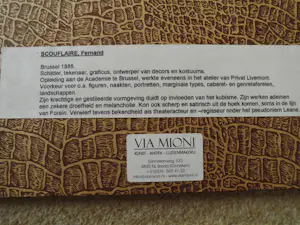 SCOUFLAIRE, Fernand
Brussel 1885.
Schilder, tekenaar, graficus, ontwerper van decors en kostuums.
Opleiding aan de Academie te Brussel, werkte eveneens in het atelier van Privat Livemont.
Voorkeur voor o.a. figuren, naakten, portretten, marginale types, cabaret- en genretaferelen,
landschappen.
Zijn krachtige en gestileerde vormgeving duidt op invloeden van het kubisme. Zijn werken ademen
een zekere droefheid en melancholie. Kon ook scherp en satirisch uit de hoek komen, soms in de lijn
van Forain. Verwierf tevens bekendheid als theateracteur en -regisseur onder het pseudoniem Léane.
VIA MIONI
KUNST - KADER - LIJSTENMAKERIJ